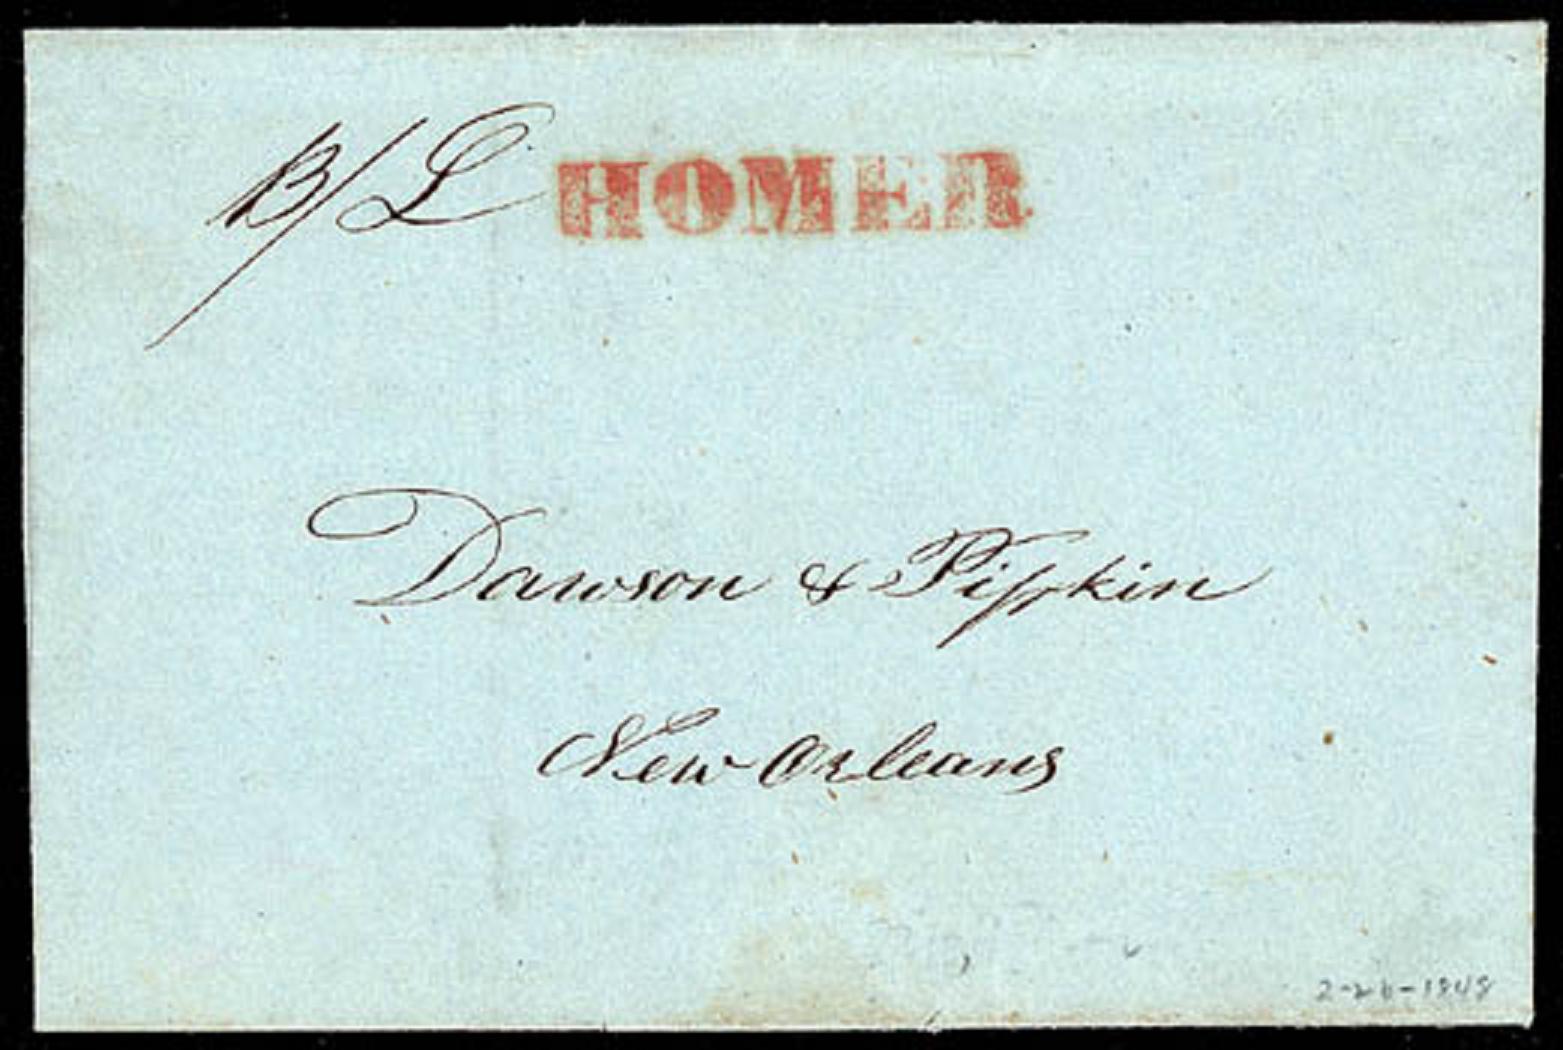 B/L HOMER
Dawson & Pipkin
New Orleans
2-26-1848